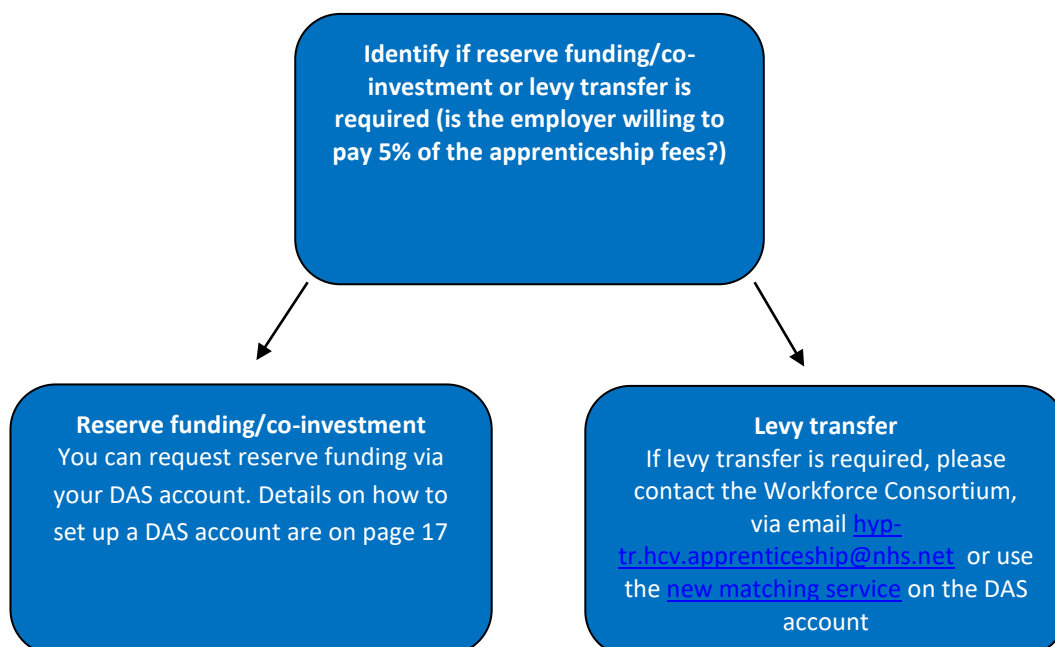 Identify if reserve funding/co-
investment or levy transfer is
required (is the employer willing to
pay 5% of the apprenticeship fees?)
Reserve funding/co-investment
You can request reserve funding via
your DAS account. Details on how to
set up a DAS account are on page 17
Levy transfer
If levy transfer is required, please
contact the Workforce Consortium,
via email hyp-
tr.hcv.apprenticeship@nhs.net or use
the new matching service on the DAS
account